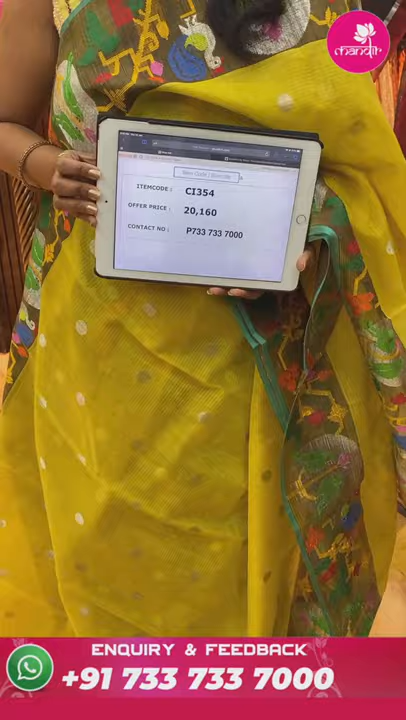 mandir
ITEMCODE : CI354
OFFER PRICE : 20,160
CONTACT NO : P733 733 7000
ENQUIRY & FEEDBACK
+91 733 733 7000